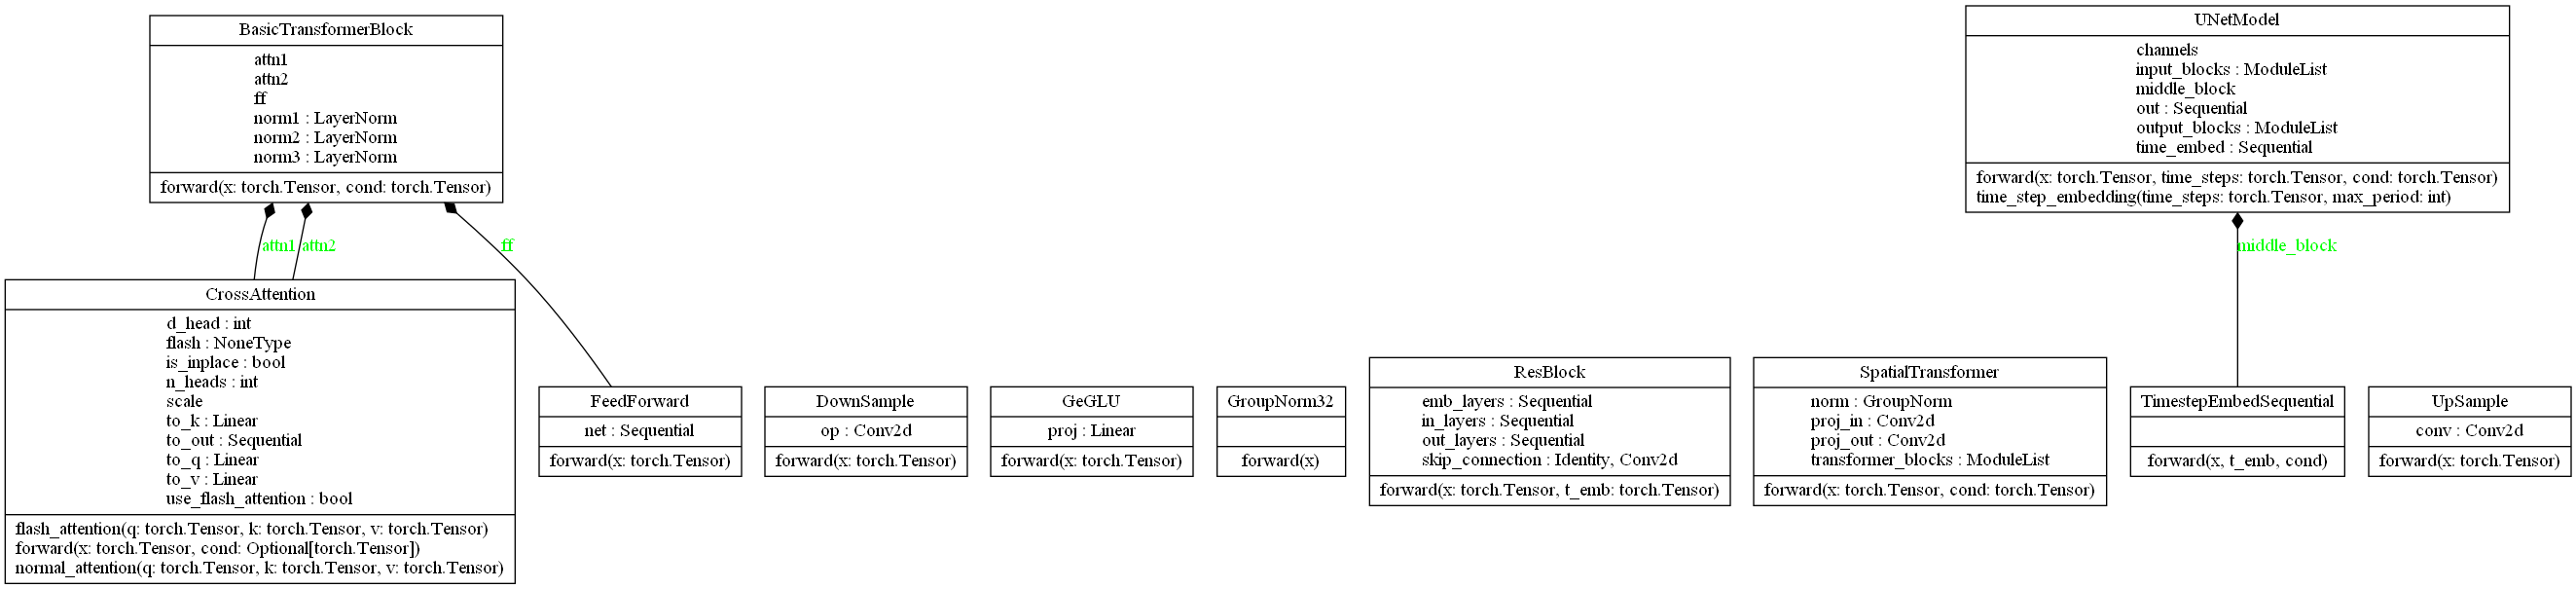 BasicTransformerBlock
attn1
attn2
ff
norm1 : LayerNorm
norm2 : LayerNorm
norm3 : LayerNorm
forward(x: torch.Tensor, cond: torch.Tensor)
UNetModel
channels
input_blocks : ModuleList
middle_block
out : Sequential
output_blocks : ModuleList
time_embed : Sequential
forward(x: torch.Tensor, time_steps: torch.Tensor, cond: torch.Tensor)
time_step_embedding(time_steps: torch.Tensor, max_period: int)
attn1
attn2
ff
middle_block
CrossAttention
d_head : int
flash : NoneType
is_inplace : bool
n_heads : int
scale
to_k : Linear
to_out : Sequential
to_q : Linear
to_v : Linear
use_flash_attention : bool
flash_attention(q: torch.Tensor, k: torch.Tensor, v: torch.Tensor)
forward(x: torch.Tensor, cond: Optional[torch.Tensor])
normal_attention(q: torch.Tensor, k: torch.Tensor, v: torch.Tensor)
FeedForward
net : Sequential
forward(x: torch.Tensor)
DownSample
op : Conv2d
forward(x: torch.Tensor)
GeGLU
proj : Linear
forward(x: torch.Tensor)
GroupNorm32
forward(x)
ResBlock
emb_layers : Sequential
in_layers : Sequential
out_layers : Sequential
skip_connection : Identity, Conv2d
forward(x: torch.Tensor, t_emb: torch.Tensor)
SpatialTransformer
norm : GroupNorm
proj_in : Conv2d
proj_out : Conv2d
transformer_blocks : ModuleList
forward(x: torch.Tensor, cond: torch.Tensor)
TimestepEmbedSequential
forward(x, t_emb, cond)
UpSample
conv : Conv2d
forward(x: torch.Tensor)